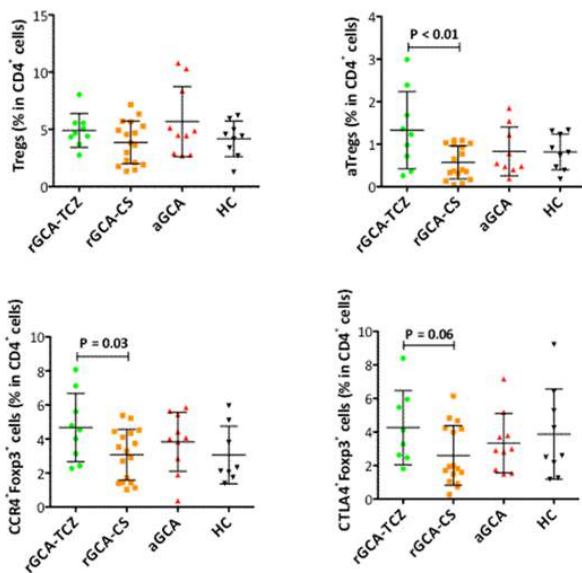 Tregs (% in CD4⁺ cells)
15
10
5
0
rGCA-TCZ
rGCA-CS
aGCA
HC
aTregs (% in CD4⁺ cells)
4
3
2
1
0
P < 0.01
rGCA-TCZ
rGCA-CS
aGCA
HC
CCR4⁺Foxp3⁺ cells (% in CD4⁺ cells)
10
8
6
4
2
0
P = 0.03
rGCA-TCZ
rGCA-CS
aGCA
HC
CTLA4⁺Foxp3⁺ cells (% in CD4⁺ cells)
10
8
6
4
2
0
P = 0.06
rGCA-TCZ
rGCA-CS
aGCA
HC